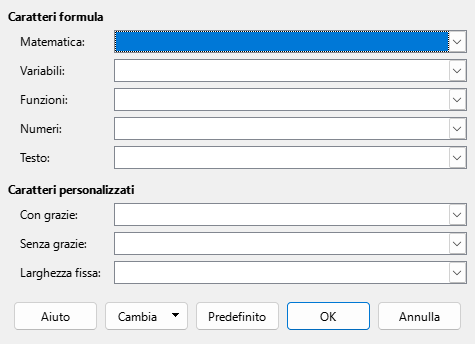 Caratteri formula
Matematica:
Variabili:
Funzioni:
Numeri:
Testo:
Caratteri personalizzati
Con grazie:
Senza grazie:
Larghezza fissa:
Aiuto Cambia Predefinito OK Annulla